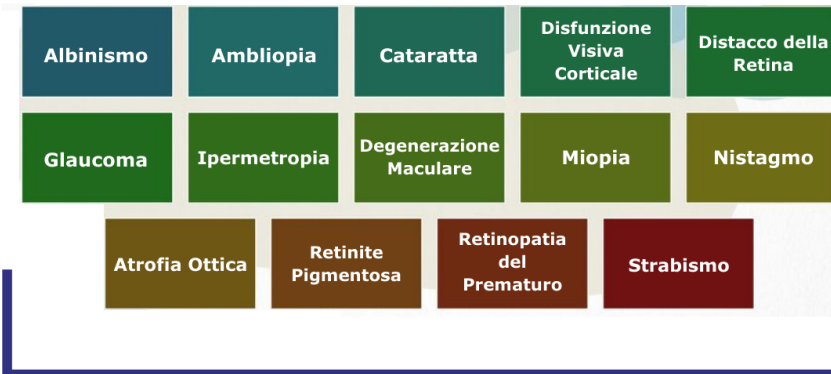 Albinismo
Ambliopia
Cataratta
Disfunzione
Visiva
Corticale
Distacco della
Retina
Glaucoma
Ipermetropia
Degenerazione
Maculare
Miopia
Nistagmo
Atrofia Ottica
Retinite
Pigmentosa
Retinopatia
del
Prematuro
Strabismo